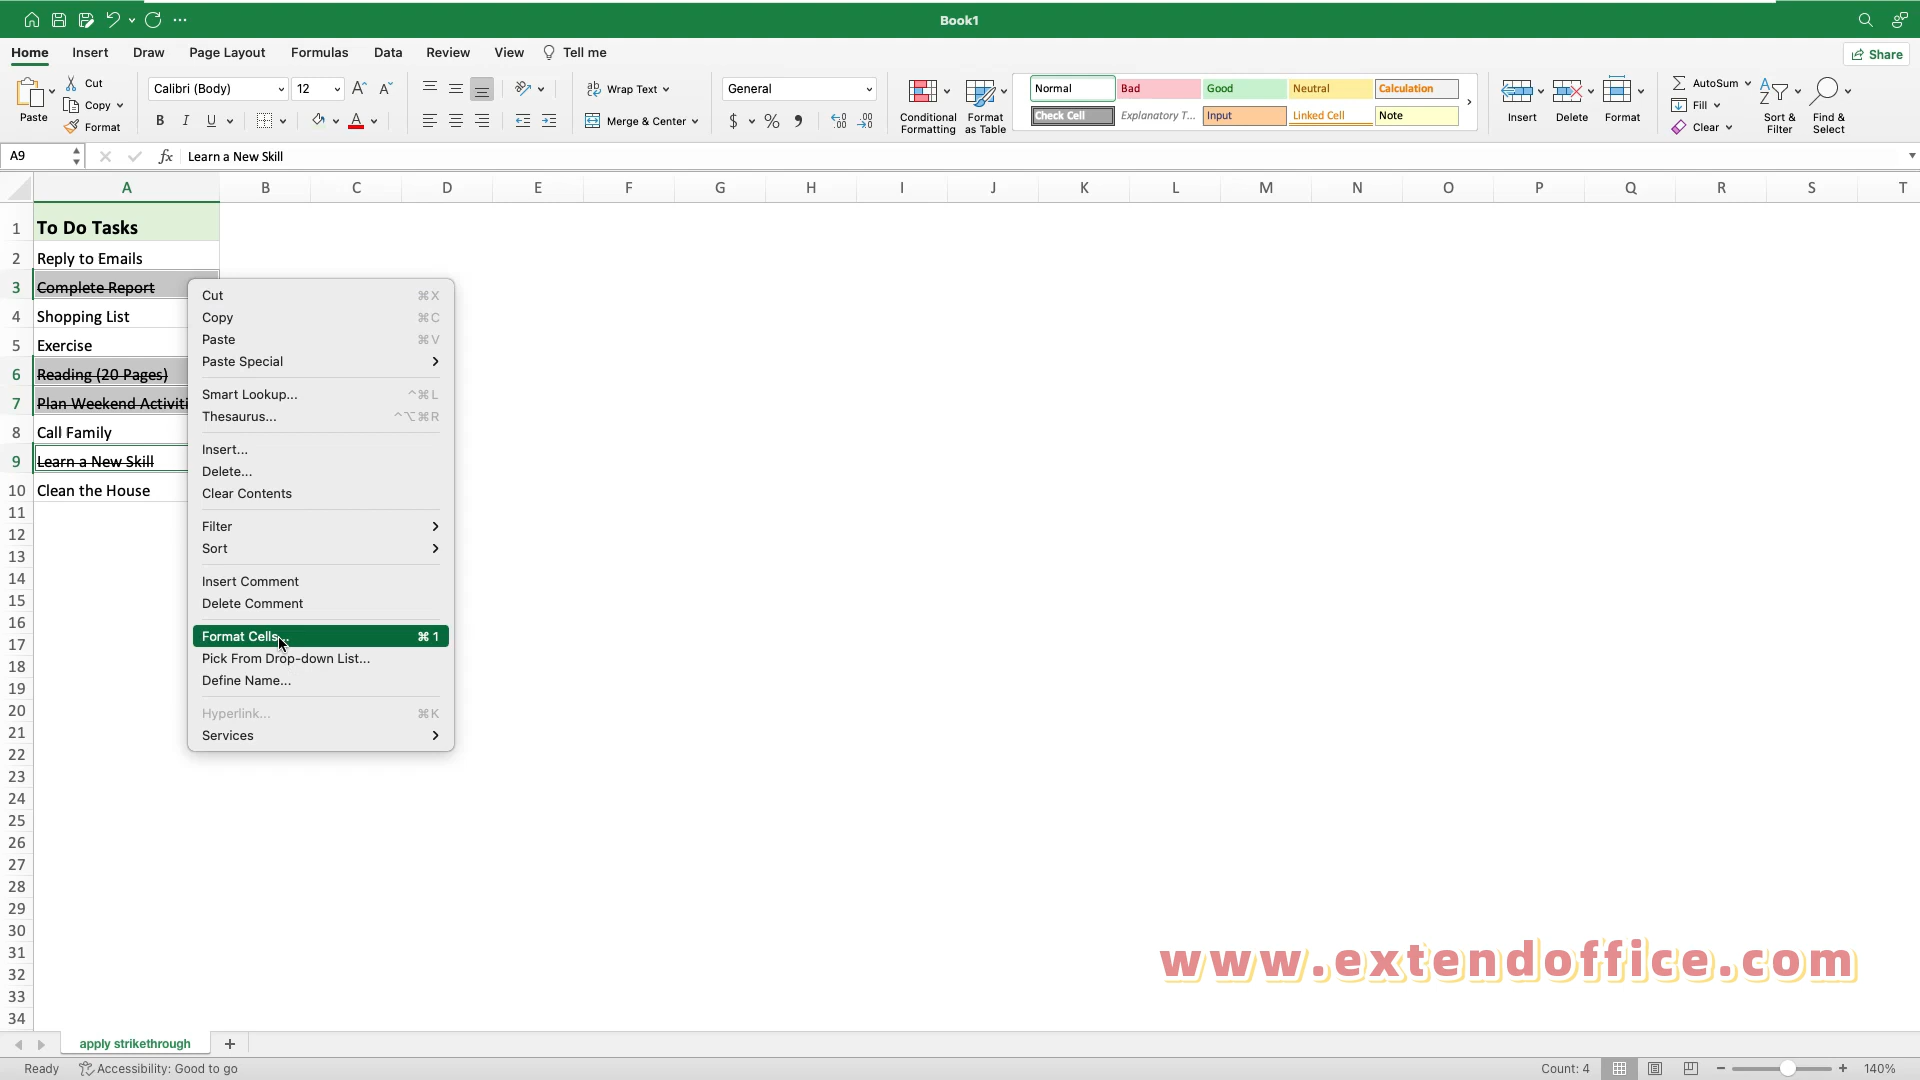 Book1
Home Insert Draw Page Layout Formulas Data Review View Tell me Share
Paste
Cut
Copy
Format
Calibri (Body) 12
B I U A
Wrap Text
Merge & Center
General
$ % 9
Conditional Formatting
Format as Table
Normal Bad Good Neutral Calculation
Check Cell Explanatory T... Input Linked Cell Note
Insert Delete Format
AutoSum
Fill
Clear
Sort & Filter
Find & Select
A9 fx Learn a New Skill
A B C D E F G H I J K L M N O P Q R S T
1 To Do Tasks
2 Reply to Emails
3 Complete Report
4 Shopping List
5 Exercise
6 Reading (20 Pages)
7 Plan Weekend Activiti
8 Call Family
9 Learn a New Skill
10 Clean the House
11
12
13
14
15
16
17
18
19
20
21
22
23
24
25
26
27
28
29
30
31
32
33
34
Cut ⌘X
Copy ⌘C
Paste ⌘V
Paste Special
Smart Lookup... ^⌘L
Thesaurus... ^⌥⌘R
Insert...
Delete...
Clear Contents
Filter
Sort
Insert Comment
Delete Comment
Format Cells... ⌘1
Pick From Drop-down List...
Define Name...
Hyperlink... ⌘K
Services
www.extendoffice.com
apply strikethrough
Ready Accessibility: Good to go Count: 4 140%